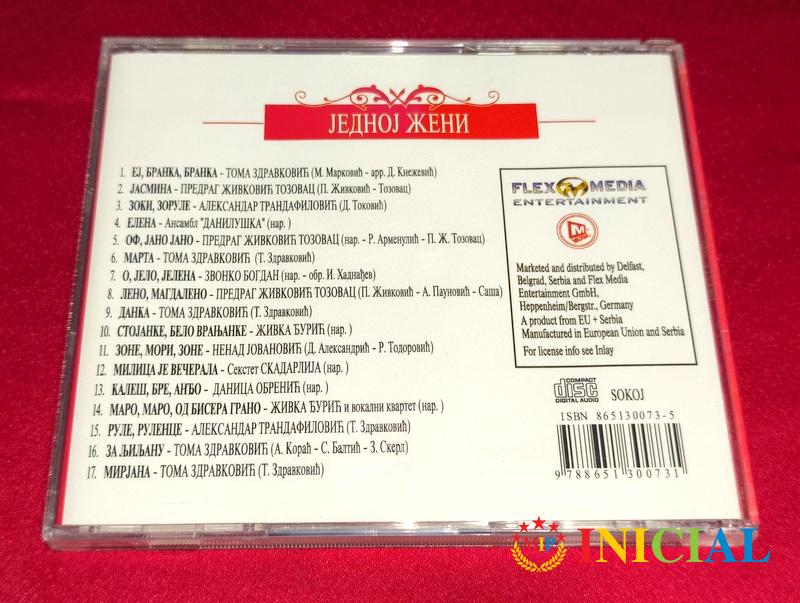 ЈЕДНОЈ ЖЕНИ
1. ЕЈ, БРАНКА, БРАНКА - ТОМА ЗДРАВКОВИЋ (М. Марковић - арр. Д. Кнежевић)
2. ЈАСМИНА - ПРЕДРАГ ЖИВКОВИЋ ТОЗОВАЦ (П. Живковић - Тозовац)
3. ЗОКИ, ЗОРУЛЕ - АЛЕКСАНДАР ТРАНДАФИЛОВИЋ (Д. Токовић)
4. ЕЛЕНА - Ансамбл "ДАНИЛУШКА" (нар. )
5. ОФ, ЈАНО ЈАНО - ПРЕДРАГ ЖИВКОВИЋ ТОЗОВАЦ (нар. - Р. Арменулић - П. Ж. Тозовац)
6. МАРТА - ТОМА ЗДРАВКОВИЋ (Т. Здравковић)
7. О, ЈЕЛО, ЈЕЛЕНА - ЗВОНКО БОГДАН (нар. - обр. И. Хаднађев)
8. ЛЕНО, МАГДАЛЕНО - ПРЕДРАГ ЖИВКОВИЋ ТОЗОВАЦ (П. Живковић - А. Пауновић - Саша)
9. ДАНКА - ТОМА ЗДРАВКОВИЋ (Т. Здравковић)
10. СТОЈАНКЕ, БЕЛО ВРАЊАНКЕ - ЖИВКА ЂУРИЋ (нар. )
11. ЗОНЕ, МОРИ, ЗОНЕ - НЕНАД ЈОВАНОВИЋ (Д. Александрић - Р. Тодоровић)
12. МИЛИЦА ЈЕ ВЕЧЕРАЛА - Секстет СКАДАРЛИЈА (нар. )
13. КАЛЕШ, БРЕ, АНЂО - ДАНИЦА ОБРЕНИЋ (нар. )
14. МАРО, МАРО, ОД БИСЕРА ГРАНО - ЖИВКА ЂУРИЋ и вокални квартет (нар. )
15. РУЛЕ, РУЛЕНЦЕ - АЛЕКСАНДАР ТРАНДАФИЛОВИЋ (Т. Здравковић)
16. ЗА ЉИЉАНУ - ТОМА ЗДРАВКОВИЋ (А. Кораћ - С. Балтић - З. Скерл)
17. МИРЈАНА - ТОМА ЗДРАВКОВИЋ (Т. Здравковић)
FLEX MEDIA
ENTERTAINMENT
Marketed and distributed by Delfast,
Belgrad, Serbia and Flex Media
Entertainment GmbH,
Heppenheim/Bergstr., Germany
A product from EU + Serbia
Manufactured in European Union and Serbia
For license info see Inlay
COMPACT
disc
DIGITAL AUDIO
SOKOJ
ISBN 865130073-5
9 788651 300731
VIP INICIAL